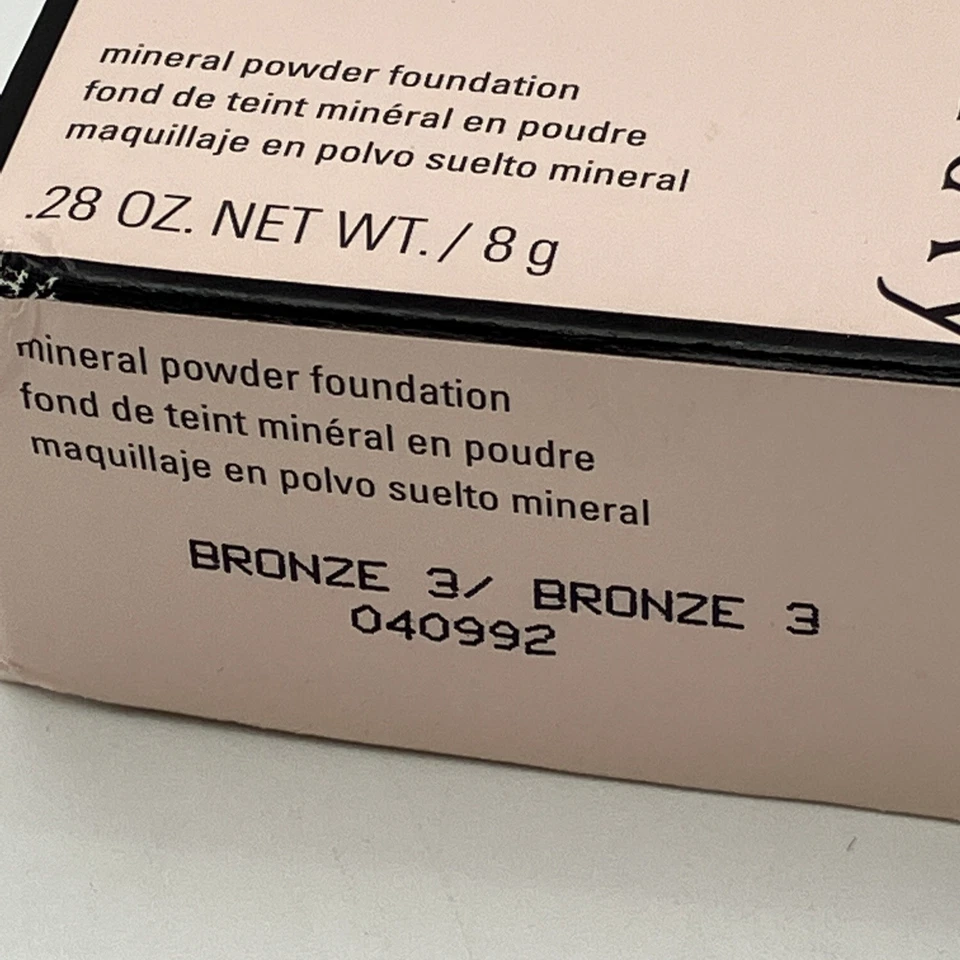 mineral powder foundation
fond de teint minéral en poudre
maquillaje en polvo suelto mineral
.28 OZ. NET WT. / 8 g
mineral powder foundation
fond de teint minéral en poudre
maquillaje en polvo suelto mineral
BRONZE 3/ BRONZE 3
040992